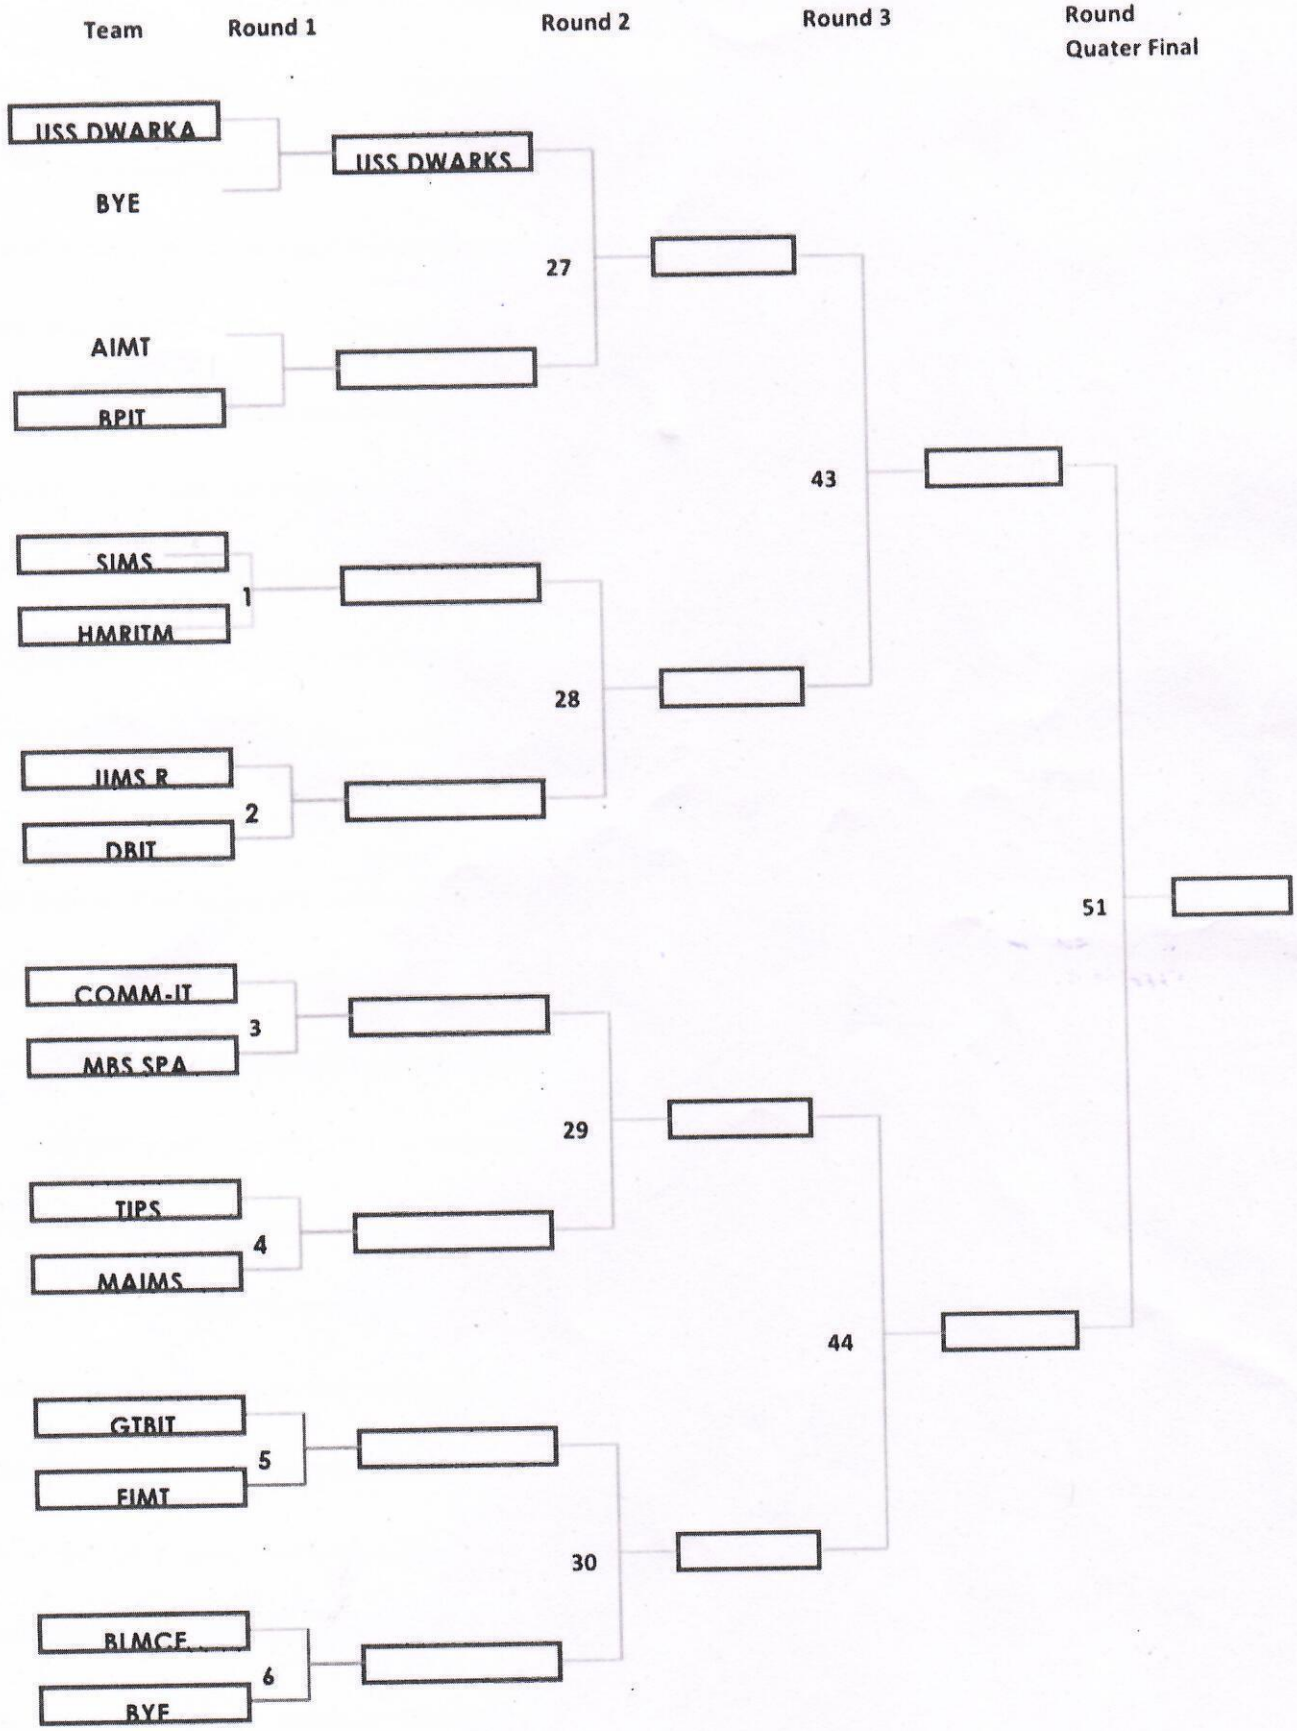 Team Round 1 Round 2 Round 3 Round
Quater Final
USS DWARKA
USS DWARKS
BYE
27
AIMT
BPIT
43
SIMS
1
HMRITM
28
JIMS R
2
DBIT
51
COMM-IT
3
MBS SPA
29
TIPS
4
MAIMS
44
GTBIT
5
FIMT
30
BLMCE
6
BYE